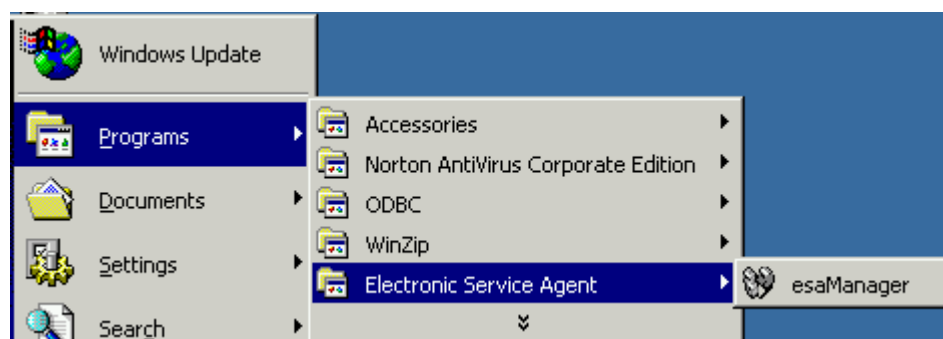 Windows Update
Programs
Documents
Settings
Search
Accessories
Norton AntiVirus Corporate Edition
ODBC
WinZip
Electronic Service Agent
esaManager